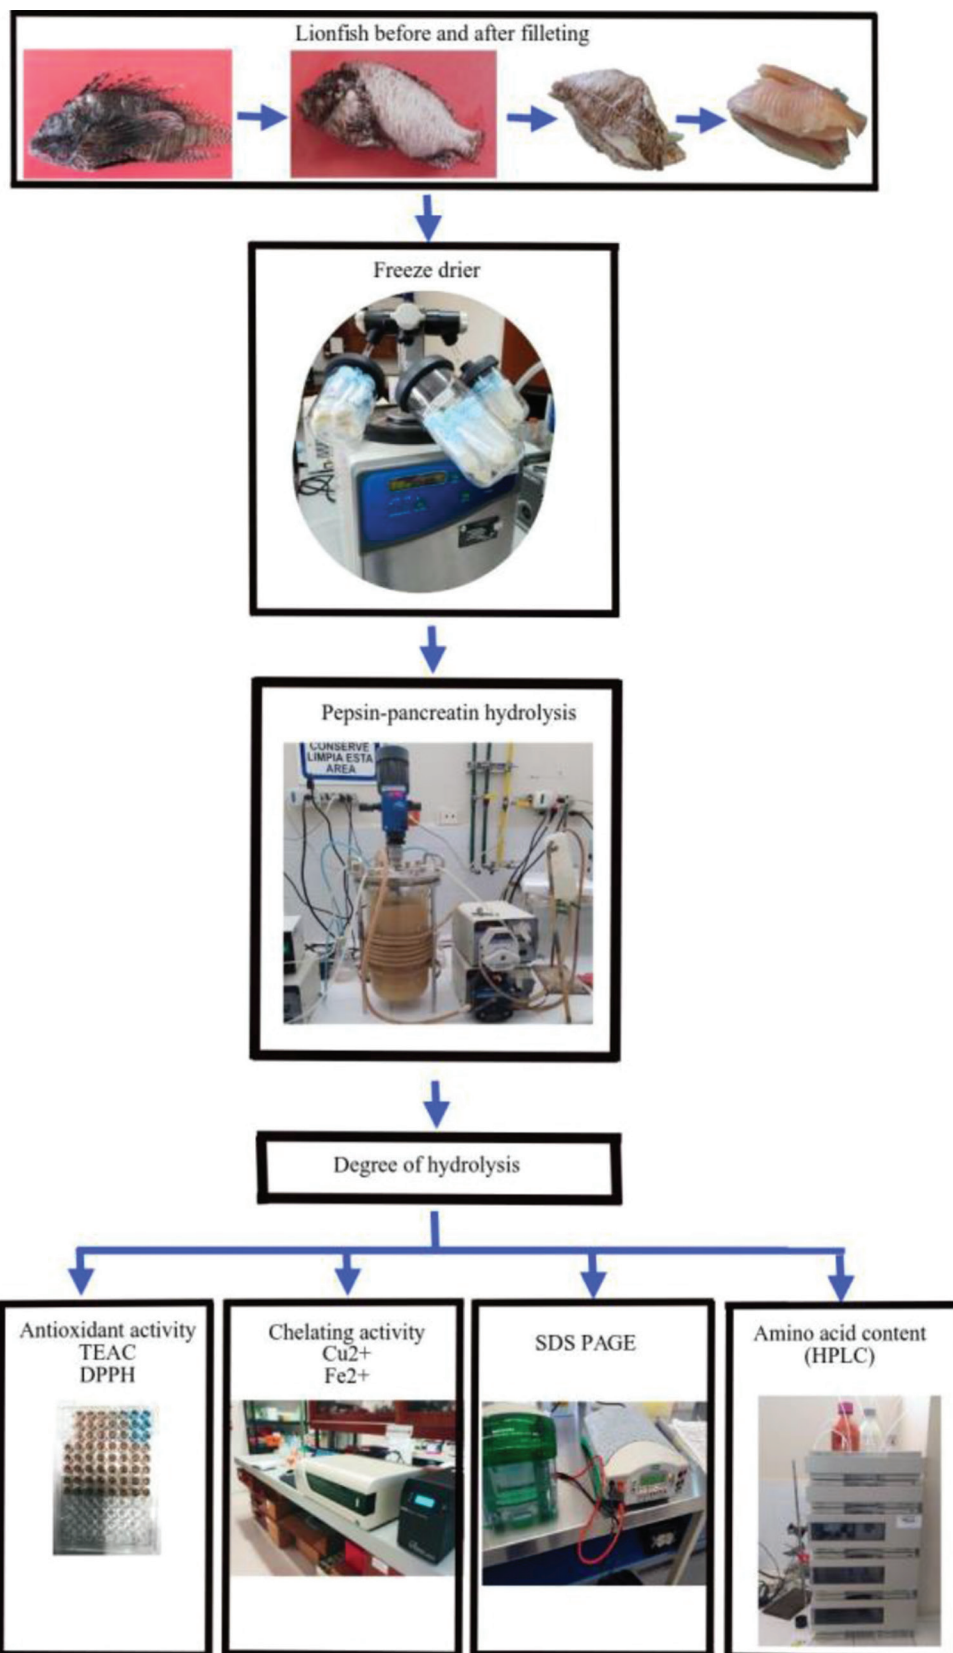 Lionfish before and after filleting
Freeze drier
Pepsin-pancreatin hydrolysis
CONSERVE
LIMPIA ESTA
AREA
Degree of hydrolysis
Antioxidant activity
TEAC
DPPH
Chelating activity
Cu2+
Fe2+
SDS PAGE
Amino acid content
(HPLC)